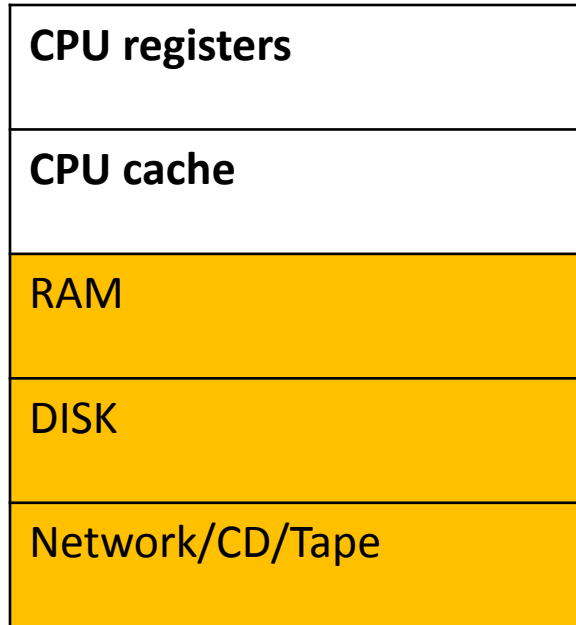 CPU registers
CPU cache
RAM
DISK
Network/CD/Tape